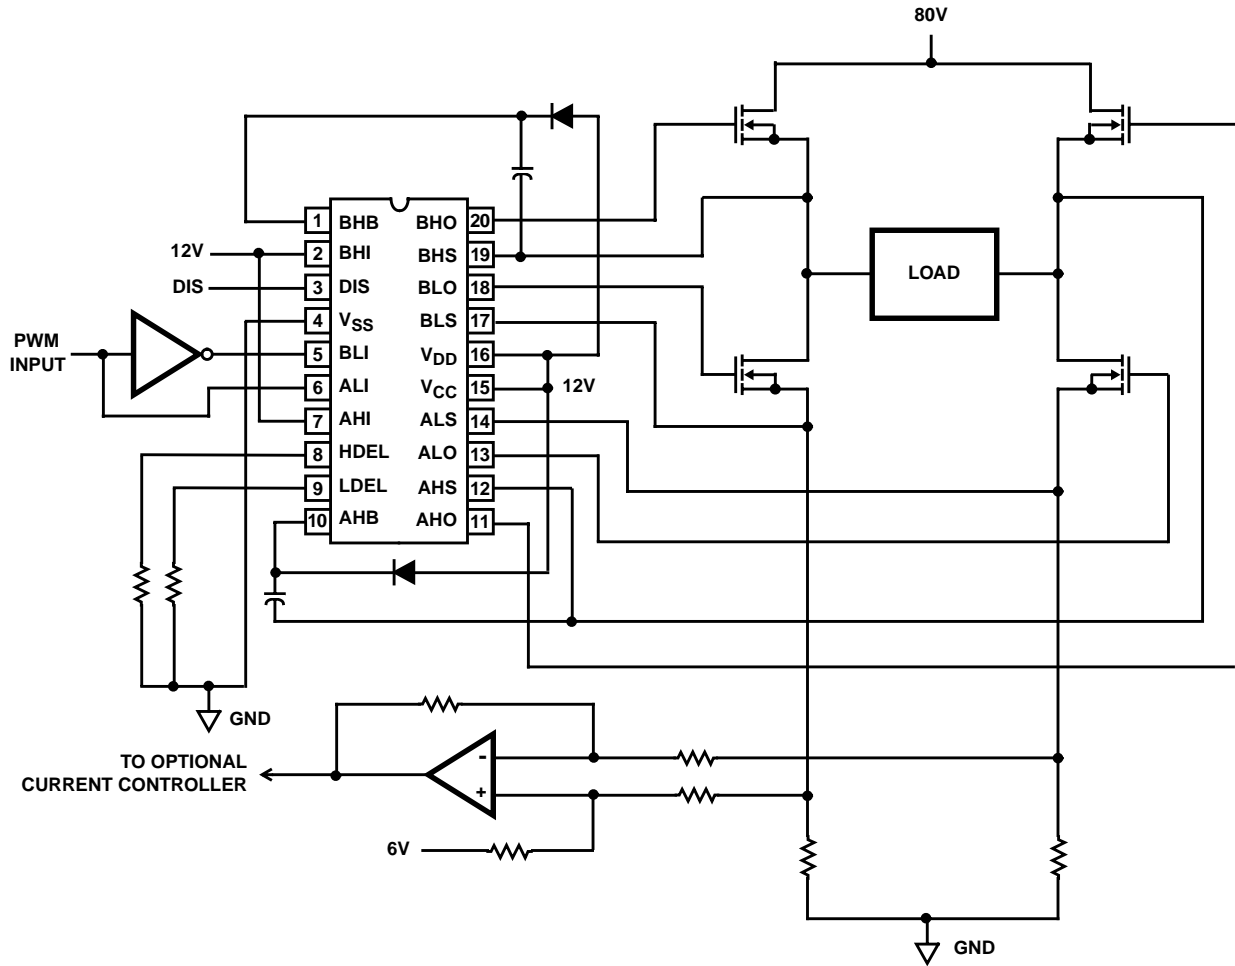 80V
1 BHB BHO 20
12V 2 BHI BHS 19
DIS 3 DIS BLO 18
4 VSS BLS 17
PWM
INPUT
5 BLI VDD 16
6 ALI VCC 15 12V
7 AHI ALS 14
8 HDEL ALO 13
9 LDEL AHS 12
10 AHB AHO 11
LOAD
GND
TO OPTIONAL
CURRENT CONTROLLER
-
+
6V
GND